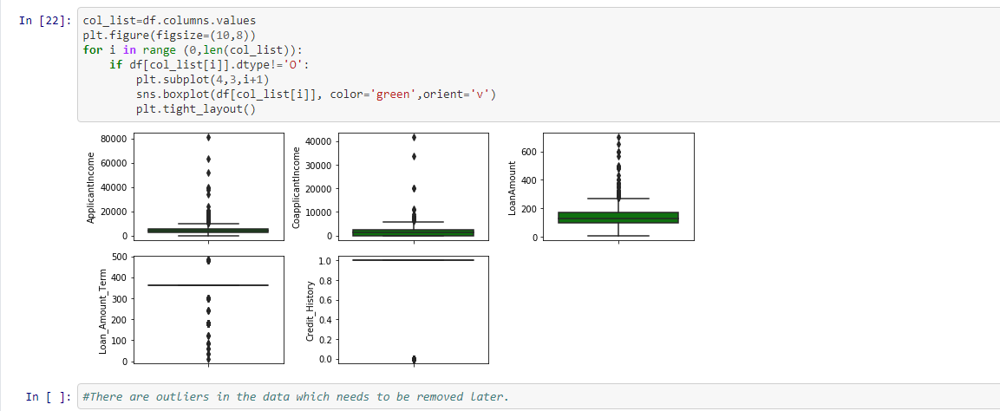 In [22]: col_list=df.columns.values
plt.figure(figsize=(10,8))
for i in range (0,len(col_list)):
    if df[col_list[i]].dtype!='O':
        plt.subplot(4,3,i+1)
        sns.boxplot(df[col_list[i]], color='green',orient='v')
        plt.tight_layout()
80000
60000
40000
20000
0
ApplicantIncome
40000
30000
20000
10000
0
CoapplicantIncome
600
400
200
0
LoanAmount
500
400
300
200
100
0
Loan_Amount_Term
1.0
0.8
0.6
0.4
0.2
0.0
Credit_History
In [ ]: #There are outliers in the data which needs to be removed later.